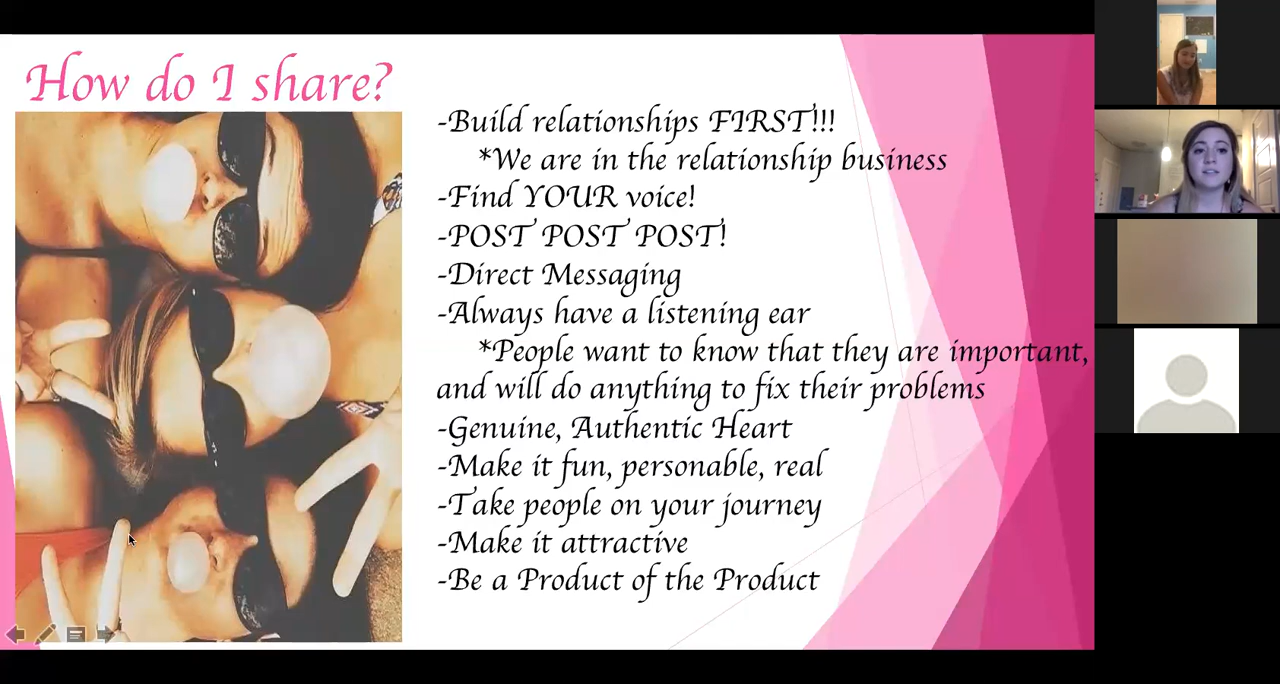 How do I share?
-Build relationships FIRST!!!
*We are in the relationship business
-Find YOUR voice!
-POST POST POST!
-Direct Messaging
-Always have a listening ear
*People want to know that they are important,
and will do anything to fix their problems
-Genuine, Authentic Heart
-Make it fun, personable, real
-Take people on your journey
-Make it attractive
-Be a Product of the Product